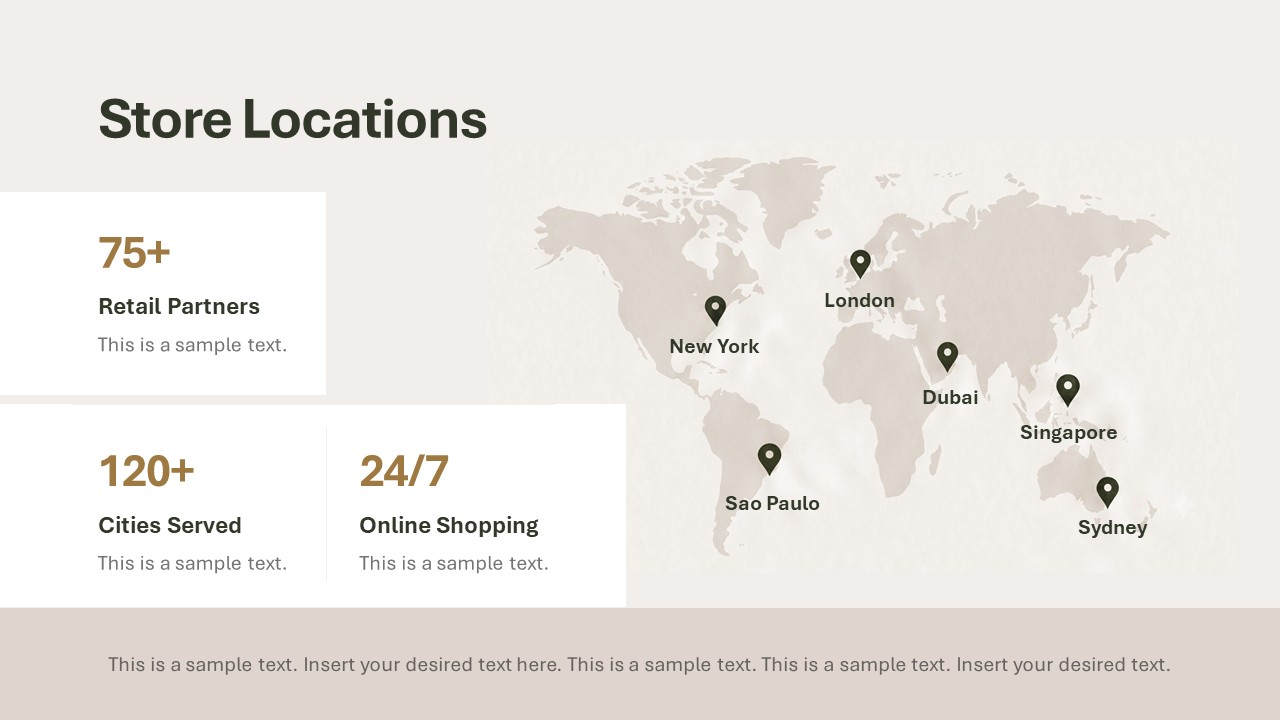 Store Locations
75+
Retail Partners
This is a sample text.
120+
Cities Served
This is a sample text.
24/7
Online Shopping
This is a sample text.
London
New York
Dubai
Singapore
Sao Paulo
Sydney
This is a sample text. Insert your desired text here. This is a sample text. This is a sample text. Insert your desired text.